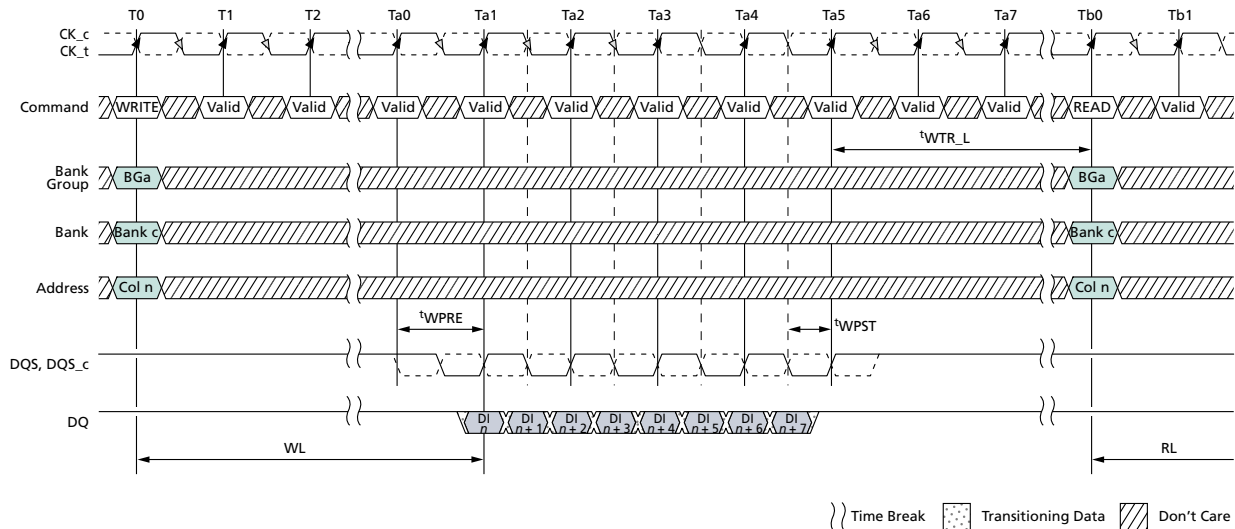 T0 T1 T2 Ta0 Ta1 Ta2 Ta3 Ta4 Ta5 Ta6 Ta7 Tb0 Tb1
CK_c
CK_t
Command WRITE Valid Valid Valid Valid Valid Valid Valid Valid Valid Valid READ Valid
tWTR_L
Bank
Group BGa BGa
Bank Bank c Bank c
Address Col n Col n
tWPRE tWPST
DQS, DQS_c
DQ DI DI DI DI DI DI DI DI
n n + 1 n + 2 n + 3 n + 4 n + 5 n + 6 n + 7
WL RL
Time Break Transitioning Data Don't Care